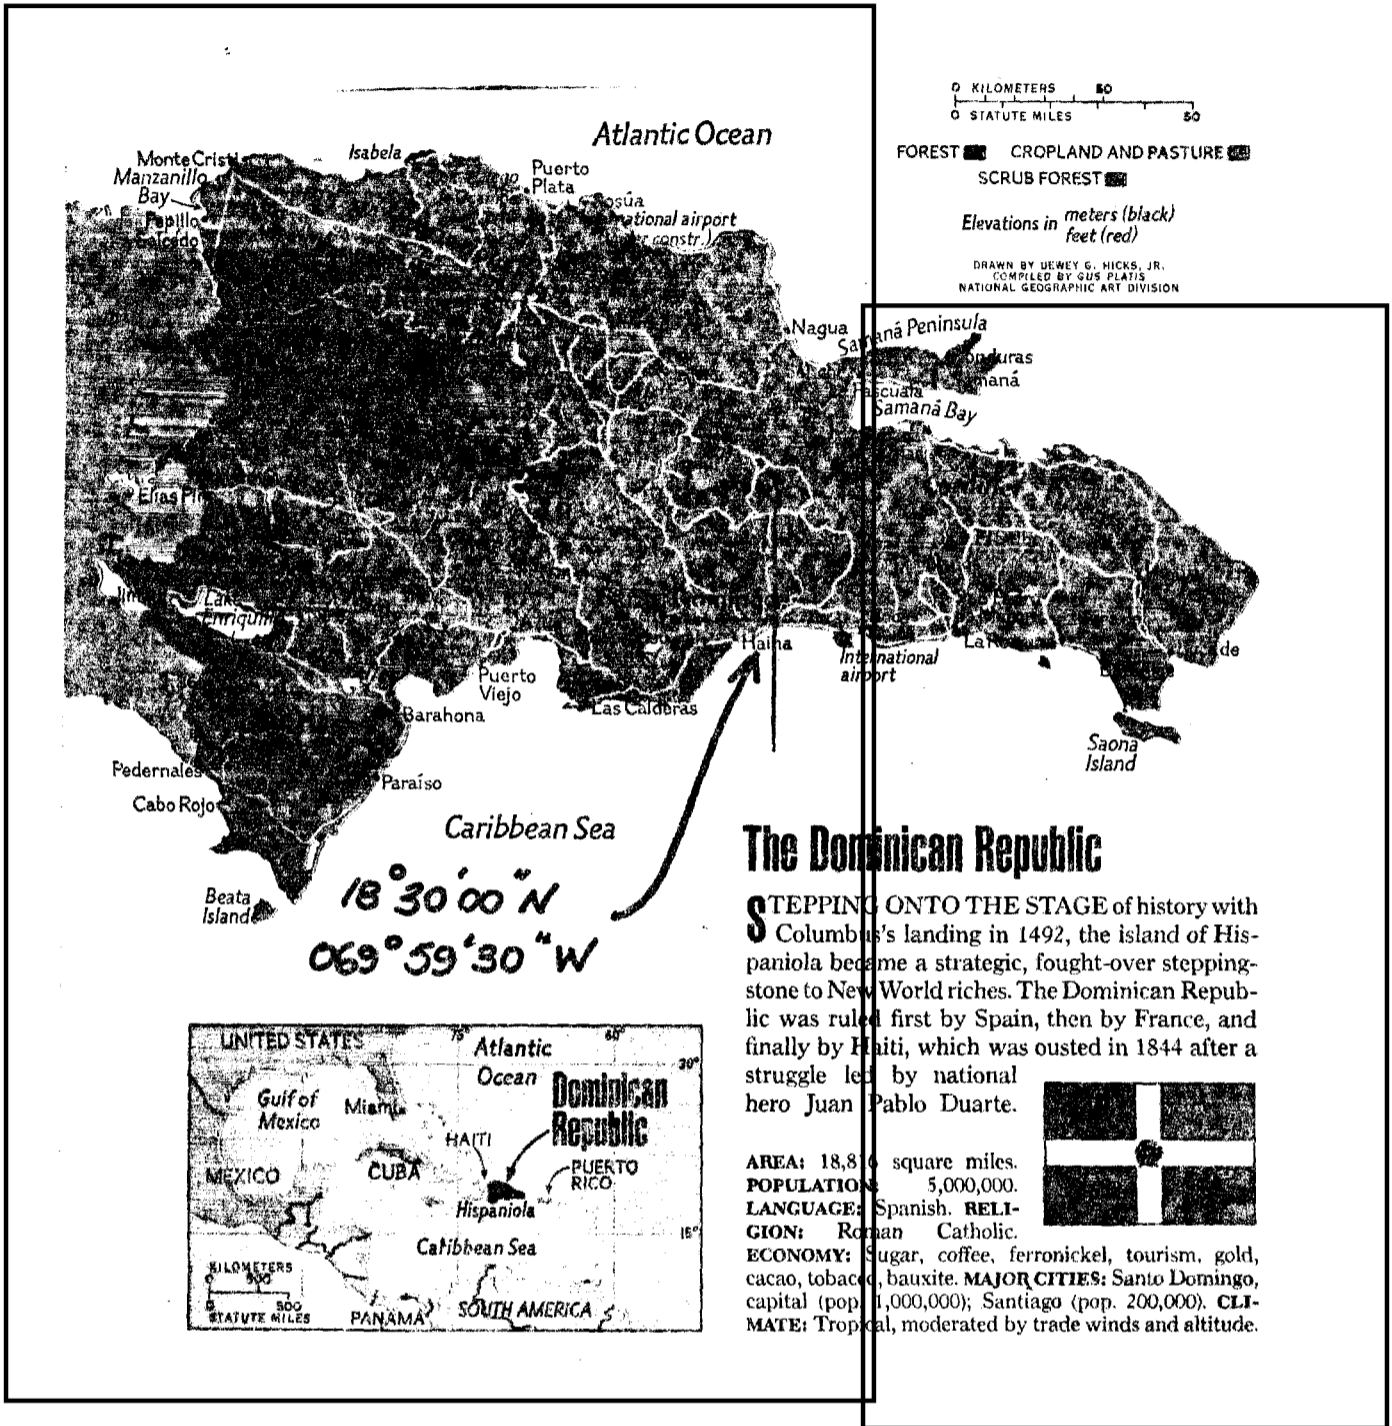 0 KILOMETERS 50
0 STATUTE MILES 50
FOREST CROPLAND AND PASTURE
SCRUB FOREST
Elevations in meters (black)
feet (red)
DRAWN BY DEWEY G. HICKS, JR.
COMPILED BY GUS PLATIS
NATIONAL GEOGRAPHIC ART DIVISION
Atlantic Ocean
Monte Cristi
Manzanillo
Bay
Isabela
Puerto
Plata
Nagua
Samaná Peninsula
Samaná Bay
Haina
International
airport
Puerto
Viejo
Las Calderas
Barahona
Pedernales
Cabo Rojo
Paraíso
Saona
Island
Caribbean Sea
Beata
Island
18°30'00"N
069°59'30"W
The Dominican Republic
STEPPING ONTO THE STAGE of history with
Columbus's landing in 1492, the island of His-
paniola became a strategic, fought-over stepping-
stone to New World riches. The Dominican Repub-
lic was ruled first by Spain, then by France, and
finally by Haiti, which was ousted in 1844 after a
struggle led by national
hero Juan Pablo Duarte.
AREA: 18,816 square miles.
POPULATION: 5,000,000.
LANGUAGE: Spanish. RELI-
GION: Roman Catholic.
ECONOMY: Sugar, coffee, ferronickel, tourism, gold,
cacao, tobacco, bauxite. MAJOR CITIES: Santo Domingo,
capital (pop. 1,000,000); Santiago (pop. 200,000). CLI-
MATE: Tropical, moderated by trade winds and altitude.
UNITED STATES
75° 60°
30°
Atlantic
Ocean
Gulf of
Mexico
Miami
Dominican
Republic
HAITI
MEXICO
CUBA
PUERTO
RICO
Hispaniola
15°
Caribbean Sea
KILOMETERS
0 500
0 500
STATUTE MILES
PANAMA
SOUTH AMERICA